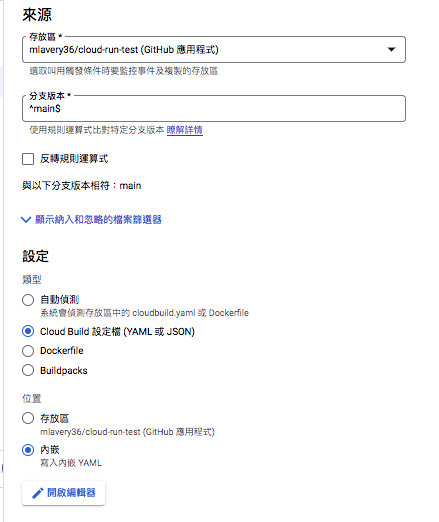 來源
存放區 *
mlavery36/cloud-run-test (GitHub 應用程式)
選取叫用觸發條件時要監控事件及複製的存放區
分支版本 *
^main$
使用規則運算式比對特定分支版本 瞭解詳情
反轉規則運算式
與以下分支版本相符：main
顯示納入和忽略的檔案篩選器
設定
類型
自動偵測
系統會偵測存放區中的 cloudbuild.yaml 或 Dockerfile
Cloud Build 設定檔 (YAML 或 JSON)
Dockerfile
Buildpacks
位置
存放區
mlavery36/cloud-run-test (GitHub 應用程式)
內嵌
寫入內嵌 YAML
開啟編輯器